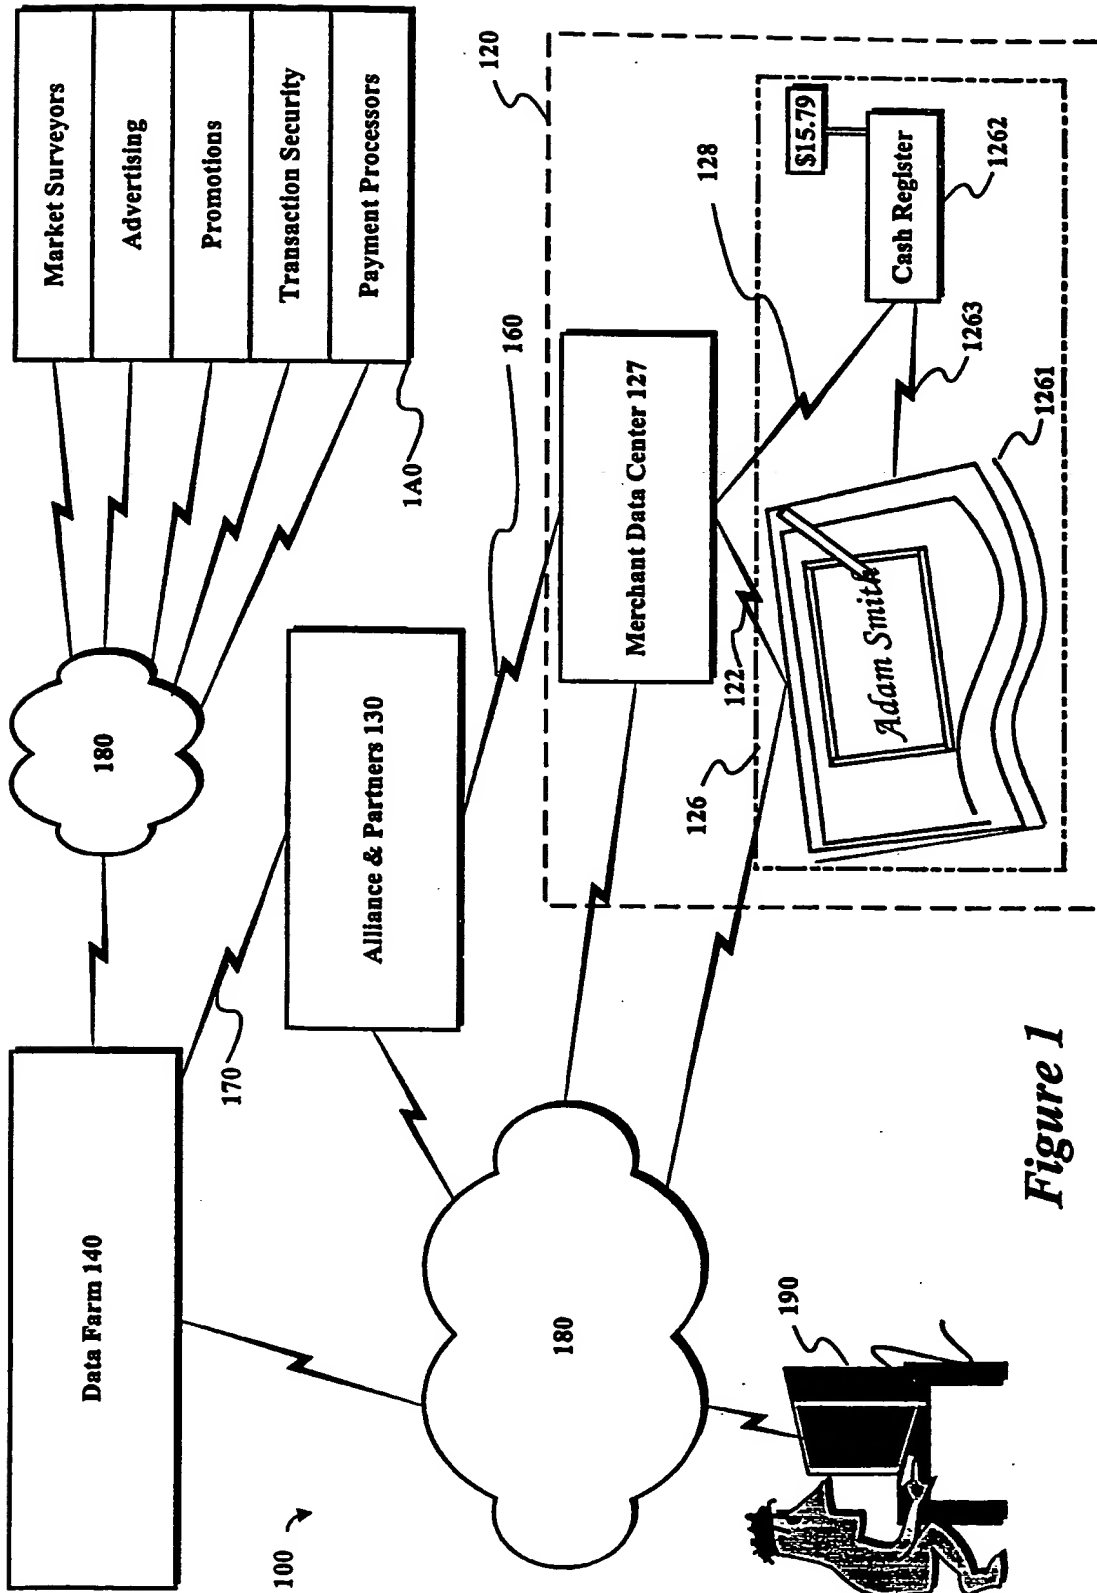 Data Farm 140
180
Market Surveyors
Advertising
Promotions
Transaction Security
Payment Processors
1A0
170
Alliance & Partners 130
160
120
100
180
Merchant Data Center 127
128
122
126
$15.79
Cash Register
1262
1263
1261
Adam Smith
190
Figure 1